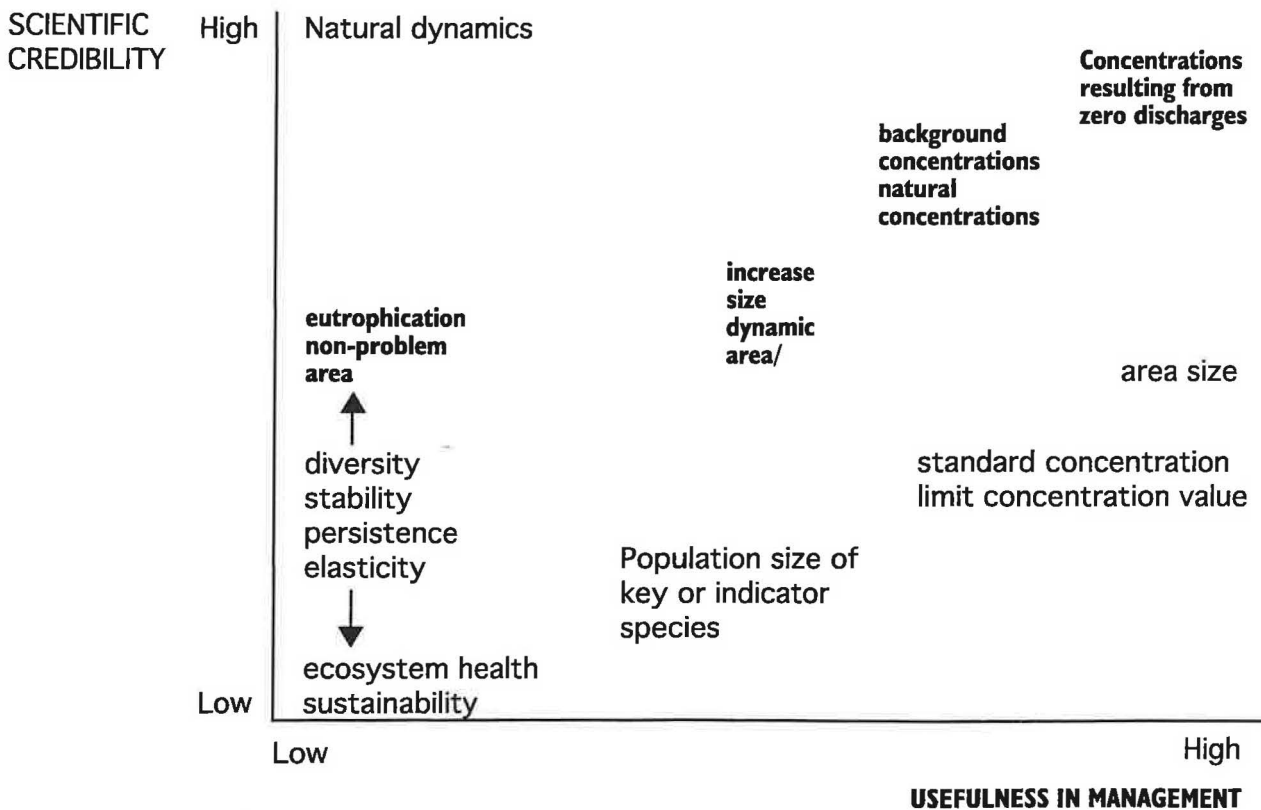 SCIENTIFIC
CREDIBILITY
High
Natural dynamics
Concentrations
resulting from
zero discharges
background
concentrations
natural
concentrations
increase
size
dynamic
area/
eutrophication
non-problem
area
area size
diversity
stability
persistence
elasticity
standard concentration
limit concentration value
Population size of
key or indicator
species
ecosystem health
sustainability
Low
Low
High
USEFULNESS IN MANAGEMENT